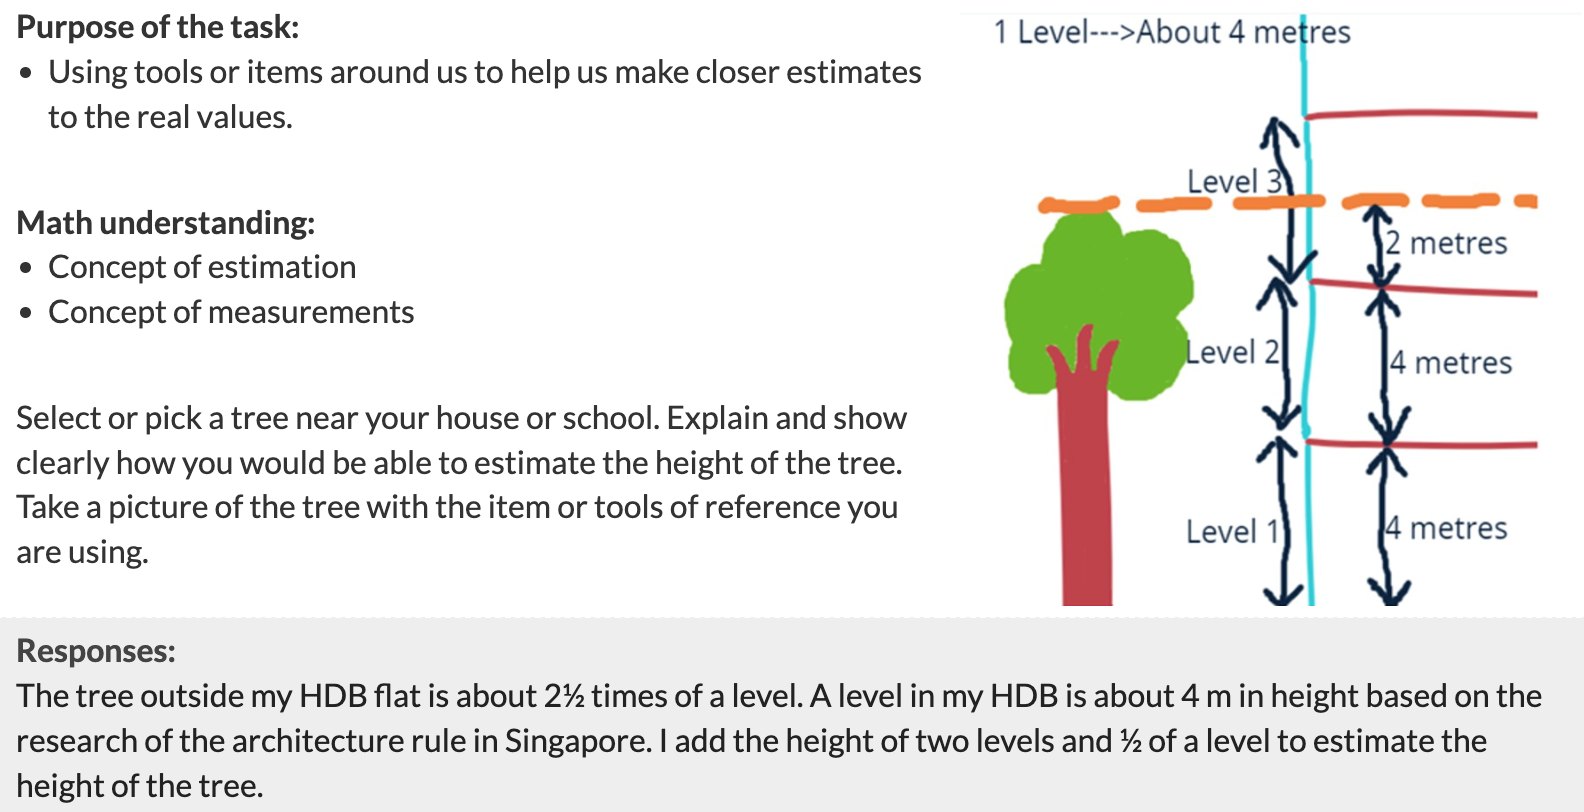 Purpose of the task:
• Using tools or items around us to help us make closer estimates
to the real values.
Math understanding:
• Concept of estimation
• Concept of measurements
Select or pick a tree near your house or school. Explain and show
clearly how you would be able to estimate the height of the tree.
Take a picture of the tree with the item or tools of reference you
are using.
1 Level--->About 4 metres
Level 3
2 metres
Level 2
4 metres
Level 1
4 metres
Responses:
The tree outside my HDB flat is about 2½ times of a level. A level in my HDB is about 4 m in height based on the
research of the architecture rule in Singapore. I add the height of two levels and ½ of a level to estimate the
height of the tree.